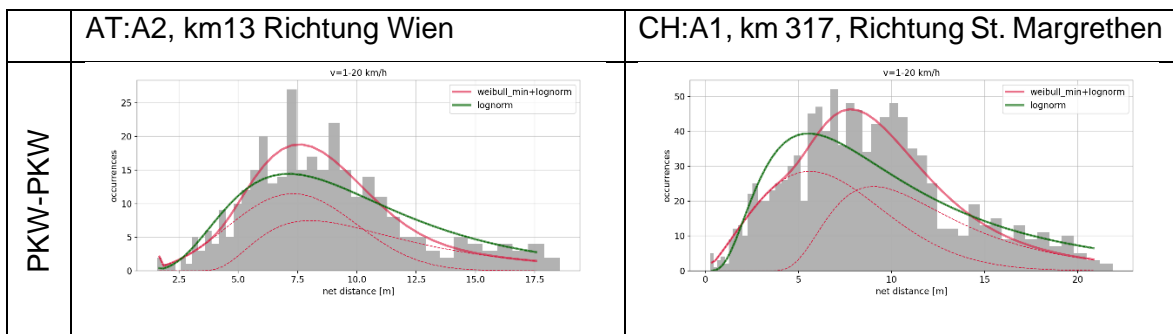 AT:A2, km13 Richtung Wien
CH:A1, km 317, Richtung St. Margrethen
PKW-PKW
v=1-20 km/h
weibull_min+lognorm
lognorm
occurrences
25
20
15
10
5
0
2.5 5.0 7.5 10.0 12.5 15.0 17.5
net distance [m]
v=1-20 km/h
weibull_min+lognorm
lognorm
occurrences
50
40
30
20
10
0
0 5 10 15 20
net distance [m]